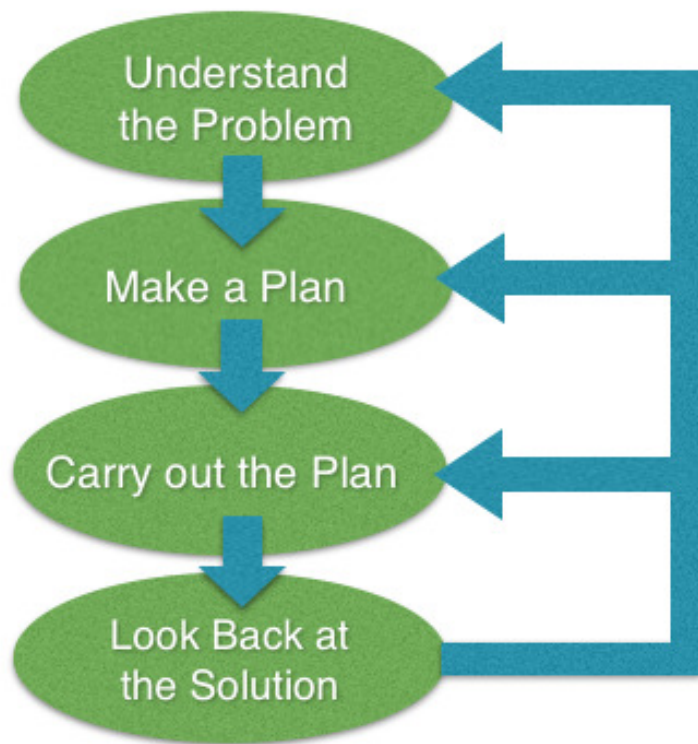 Understand
the Problem
Make a Plan
Carry out the Plan
Look Back at
the Solution